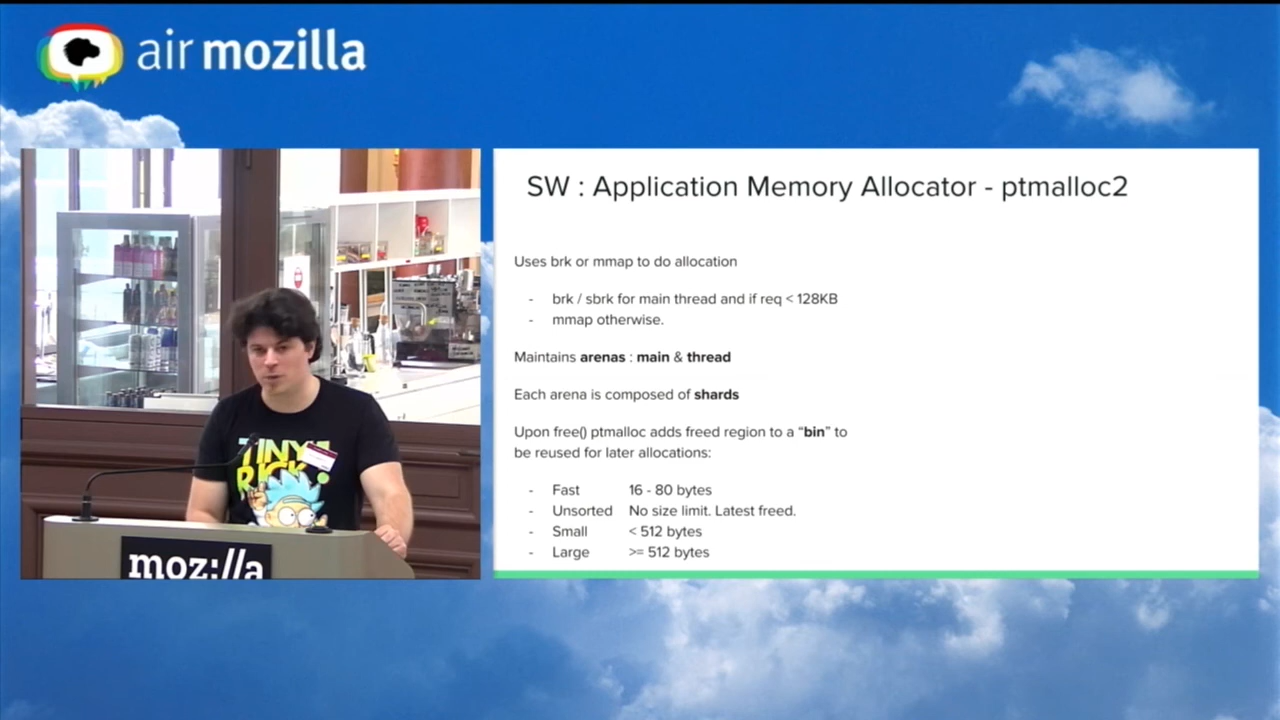 air mozilla
SW : Application Memory Allocator - ptmalloc2
Uses brk or mmap to do allocation
- brk / sbrk for main thread and if req < 128KB
- mmap otherwise.
Maintains arenas : main & thread
Each arena is composed of shards
Upon free() ptmalloc adds freed region to a “bin” to
be reused for later allocations:
- Fast 16 - 80 bytes
- Unsorted No size limit. Latest freed.
- Small < 512 bytes
- Large >= 512 bytes
TINY
RICK
moz://a